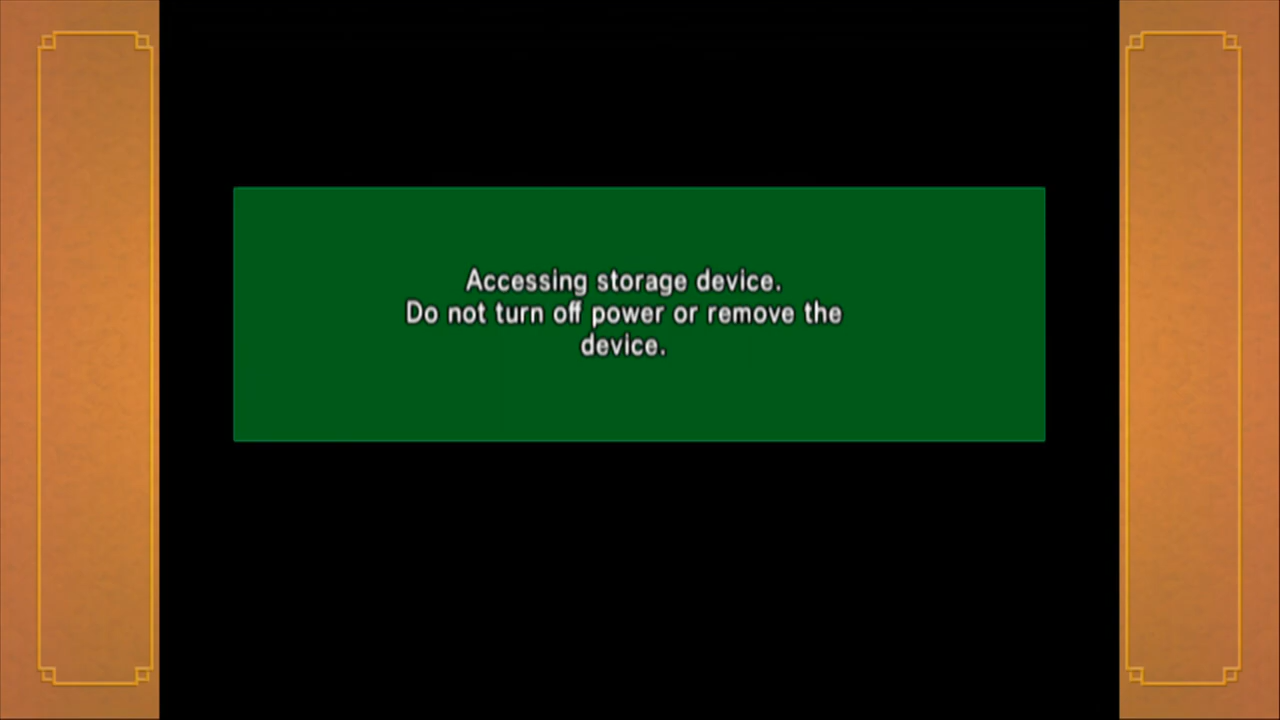 Accessing storage device.
Do not turn off power or remove the
device.